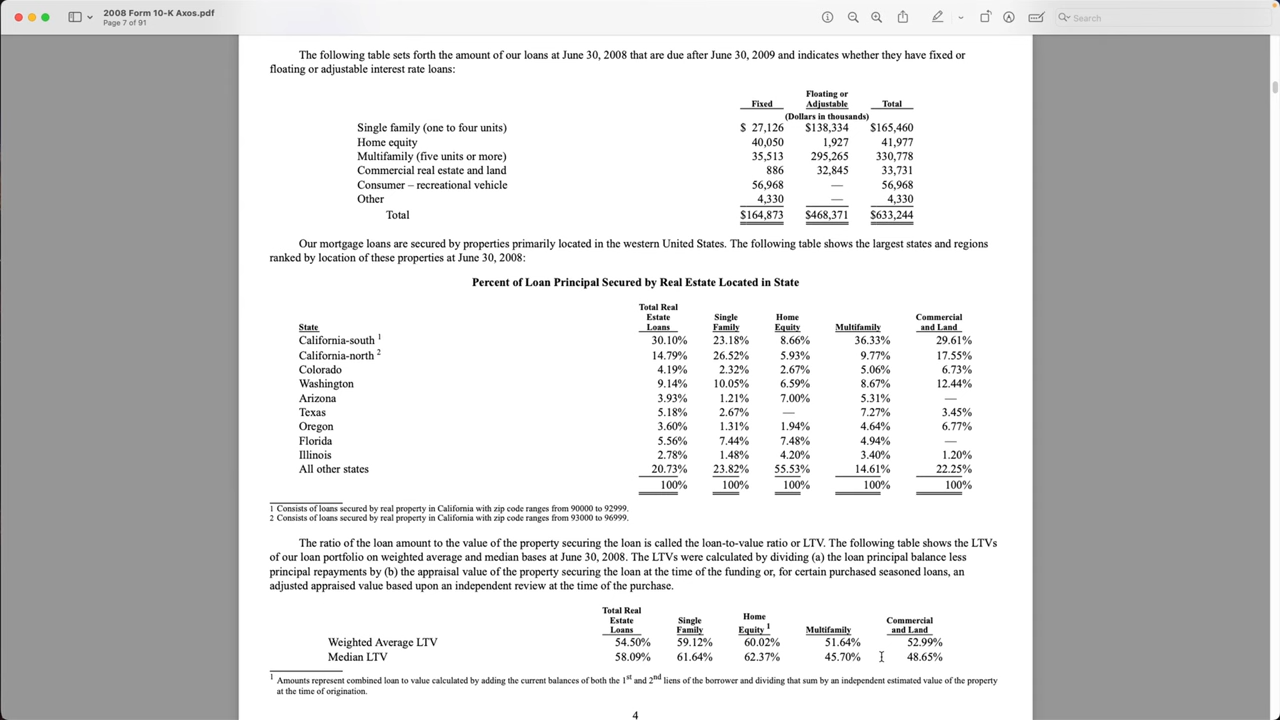 2008 Form 10-K Axos.pdf
Page 7 of 91
Search
The following table sets forth the amount of our loans at June 30, 2008 that are due after June 30, 2009 and indicates whether they have fixed or
floating or adjustable interest rate loans:
Floating or
Fixed Adjustable Total
(Dollars in thousands)
Single family (one to four units) $ 27,126 $138,334 $165,460
Home equity 40,050 1,927 41,977
Multifamily (five units or more) 35,513 295,265 330,778
Commercial real estate and land 886 32,845 33,731
Consumer – recreational vehicle 56,968 — 56,968
Other 4,330 — 4,330
Total $164,873 $468,371 $633,244
Our mortgage loans are secured by properties primarily located in the western United States. The following table shows the largest states and regions
ranked by location of these properties at June 30, 2008:
Percent of Loan Principal Secured by Real Estate Located in State
Total Real
Estate Single Home Commercial
State Loans Family Equity Multifamily and Land
California-south 1 30.10% 23.18% 8.66% 36.33% 29.61%
California-north 2 14.79% 26.52% 5.93% 9.77% 17.55%
Colorado 4.19% 2.32% 2.67% 5.06% 6.73%
Washington 9.14% 10.05% 6.59% 8.67% 12.44%
Arizona 3.93% 1.21% 7.00% 5.31% —
Texas 5.18% 2.67% — 7.27% 3.45%
Oregon 3.60% 1.31% 1.94% 4.64% 6.77%
Florida 5.56% 7.44% 7.48% 4.94% —
Illinois 2.78% 1.48% 4.20% 3.40% 1.20%
All other states 20.73% 23.82% 55.53% 14.61% 22.25%
100% 100% 100% 100% 100%
1 Consists of loans secured by real property in California with zip code ranges from 90000 to 92999.
2 Consists of loans secured by real property in California with zip code ranges from 93000 to 96999.
The ratio of the loan amount to the value of the property securing the loan is called the loan-to-value ratio or LTV. The following table shows the LTVs
of our loan portfolio on weighted average and median bases at June 30, 2008. The LTVs were calculated by dividing (a) the loan principal balance less
principal repayments by (b) the appraisal value of the property securing the loan at the time of the funding or, for certain purchased seasoned loans, an
adjusted appraised value based upon an independent review at the time of the purchase.
Total Real
Estate Single Home Commercial
Loans Family Equity 1 Multifamily and Land
Weighted Average LTV 54.50% 59.12% 60.02% 51.64% 52.99%
Median LTV 58.09% 61.64% 62.37% 45.70% 48.65%
1 Amounts represent combined loan to value calculated by adding the current balances of both the 1st and 2nd liens of the borrower and dividing that sum by an independent estimated value of the property
at the time of origination.
4